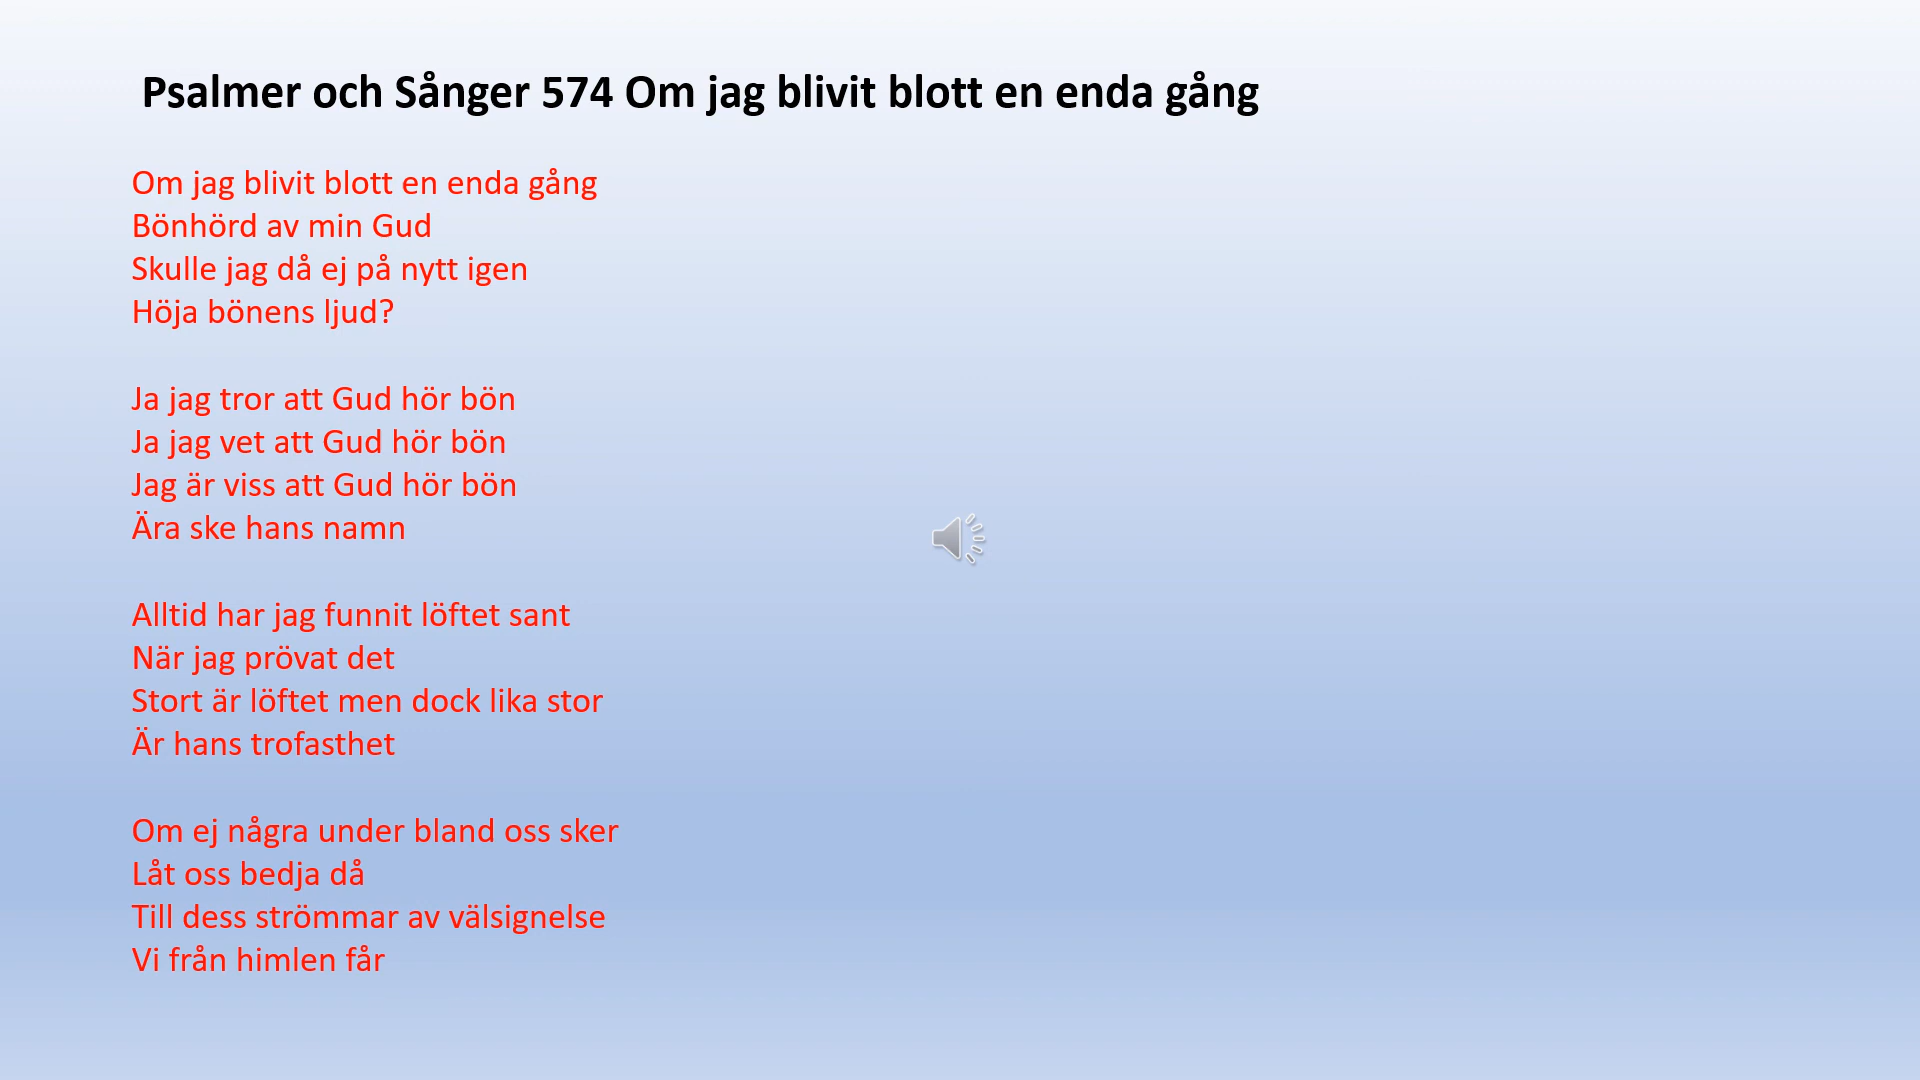 Psalmer och Sånger 574 Om jag blivit blott en enda gång
Om jag blivit blott en enda gång
Bönhörd av min Gud
Skulle jag då ej på nytt igen
Höja bönens ljud?
Ja jag tror att Gud hör bön
Ja jag vet att Gud hör bön
Jag är viss att Gud hör bön
Ära ske hans namn
Alltid har jag funnit löftet sant
När jag prövat det
Stort är löftet men dock lika stor
Är hans trofasthet
Om ej några under bland oss sker
Låt oss bedja då
Till dess strömmar av välsignelse
Vi från himlen får